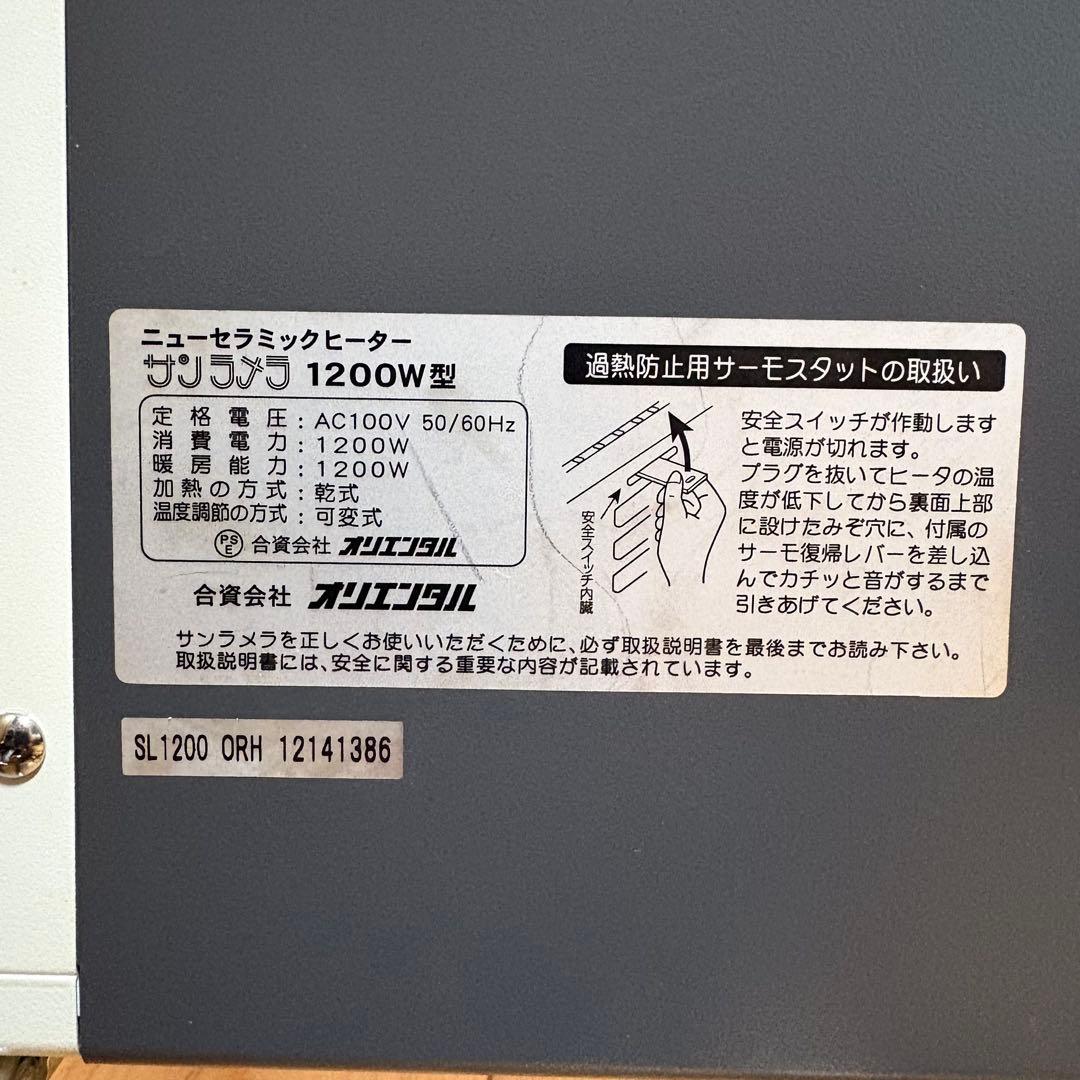 ニューセラミックヒーター
サンラメラ 1200W型
定格電圧：AC100V 50/60Hz
消費電力：1200W
暖房能力：1200W
加熱の方式：乾式
温度調節の方式：可変式
PSE 合資会社 オリエンタル
合資会社 オリエンタル
過熱防止用サーモスタットの取扱い
安全スイッチ内臓
安全スイッチが作動します
と電源が切れます。
プラグを抜いてヒータの温
度が低下してから裏面上部
に設けたみぞ穴に、付属の
サーモ復帰レバーを差し込
んでカチッと音がするまで
引きあげてください。
サンラメラを正しくお使いいただくために、必ず取扱説明書を最後までお読み下さい。
取扱説明書には、安全に関する重要な内容が記載されています。
SL1200 ORH 12141386